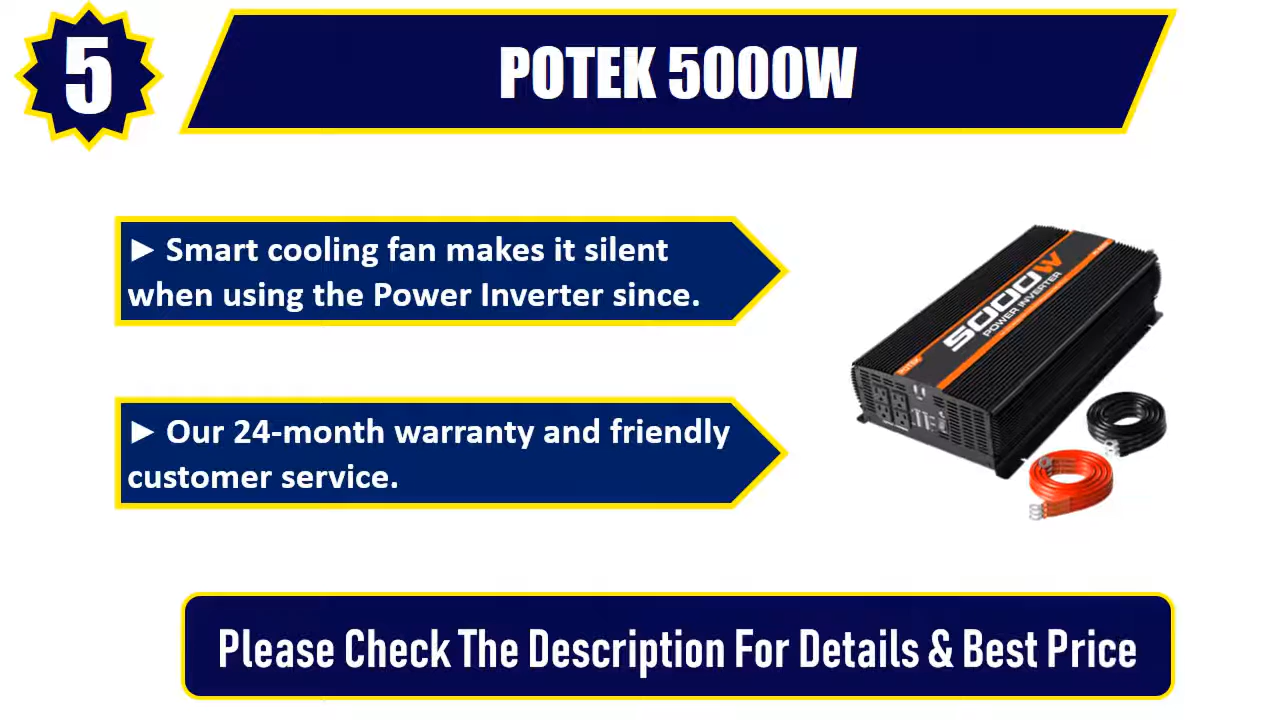 5
POTEK 5000W
► Smart cooling fan makes it silent
when using the Power Inverter since.
► Our 24-month warranty and friendly
customer service.
5000W
POWER INVERTER
POTEK
Please Check The Description For Details & Best Price